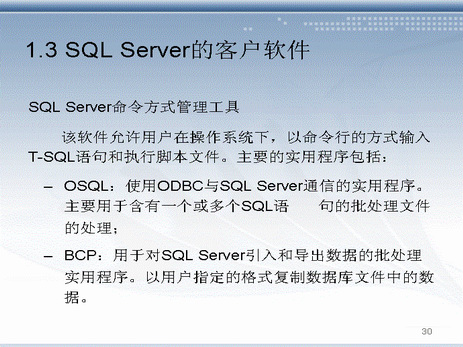 1.3 SQL Server的客户软件
SQL Server命令方式管理工具
该软件允许用户在操作系统下，以命令行的方式输入
T-SQL语句和执行脚本文件。主要的实用程序包括：
– OSQL：使用ODBC与SQL Server通信的实用程序。
主要用于含有一个或多个SQL语　　句的批处理文件
的处理；
– BCP：用于对SQL Server引入和导出数据的批处理
实用程序。以用户指定的格式复制数据库文件中的数
据。
30